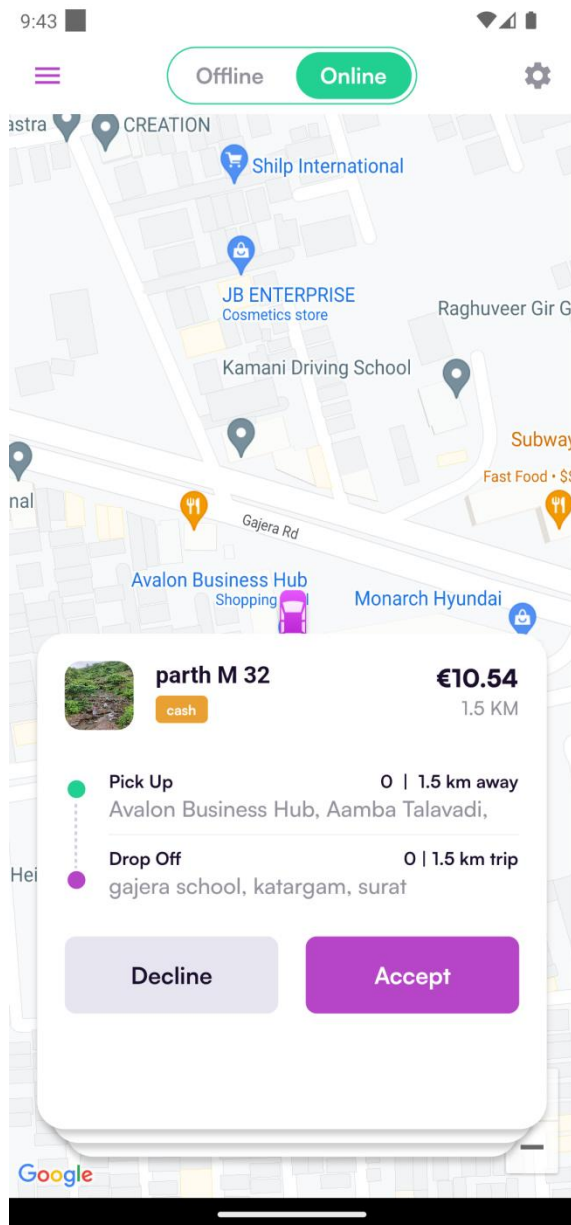 9:43
Offline
Online
astra
CREATION
Shilp International
JB ENTERPRISE
Cosmetics store
Raghuveer Gir G
Kamani Driving School
Subway
Fast Food • $$
nal
Gajera Rd
Avalon Business Hub
Shopping
Monarch Hyundai
parth M 32
€10.54
cash
1.5 KM
Pick Up
0 | 1.5 km away
Avalon Business Hub, Aamba Talavadi,
Drop Off
0 | 1.5 km trip
Hei
gajera school, katargam, surat
Decline
Accept
Google